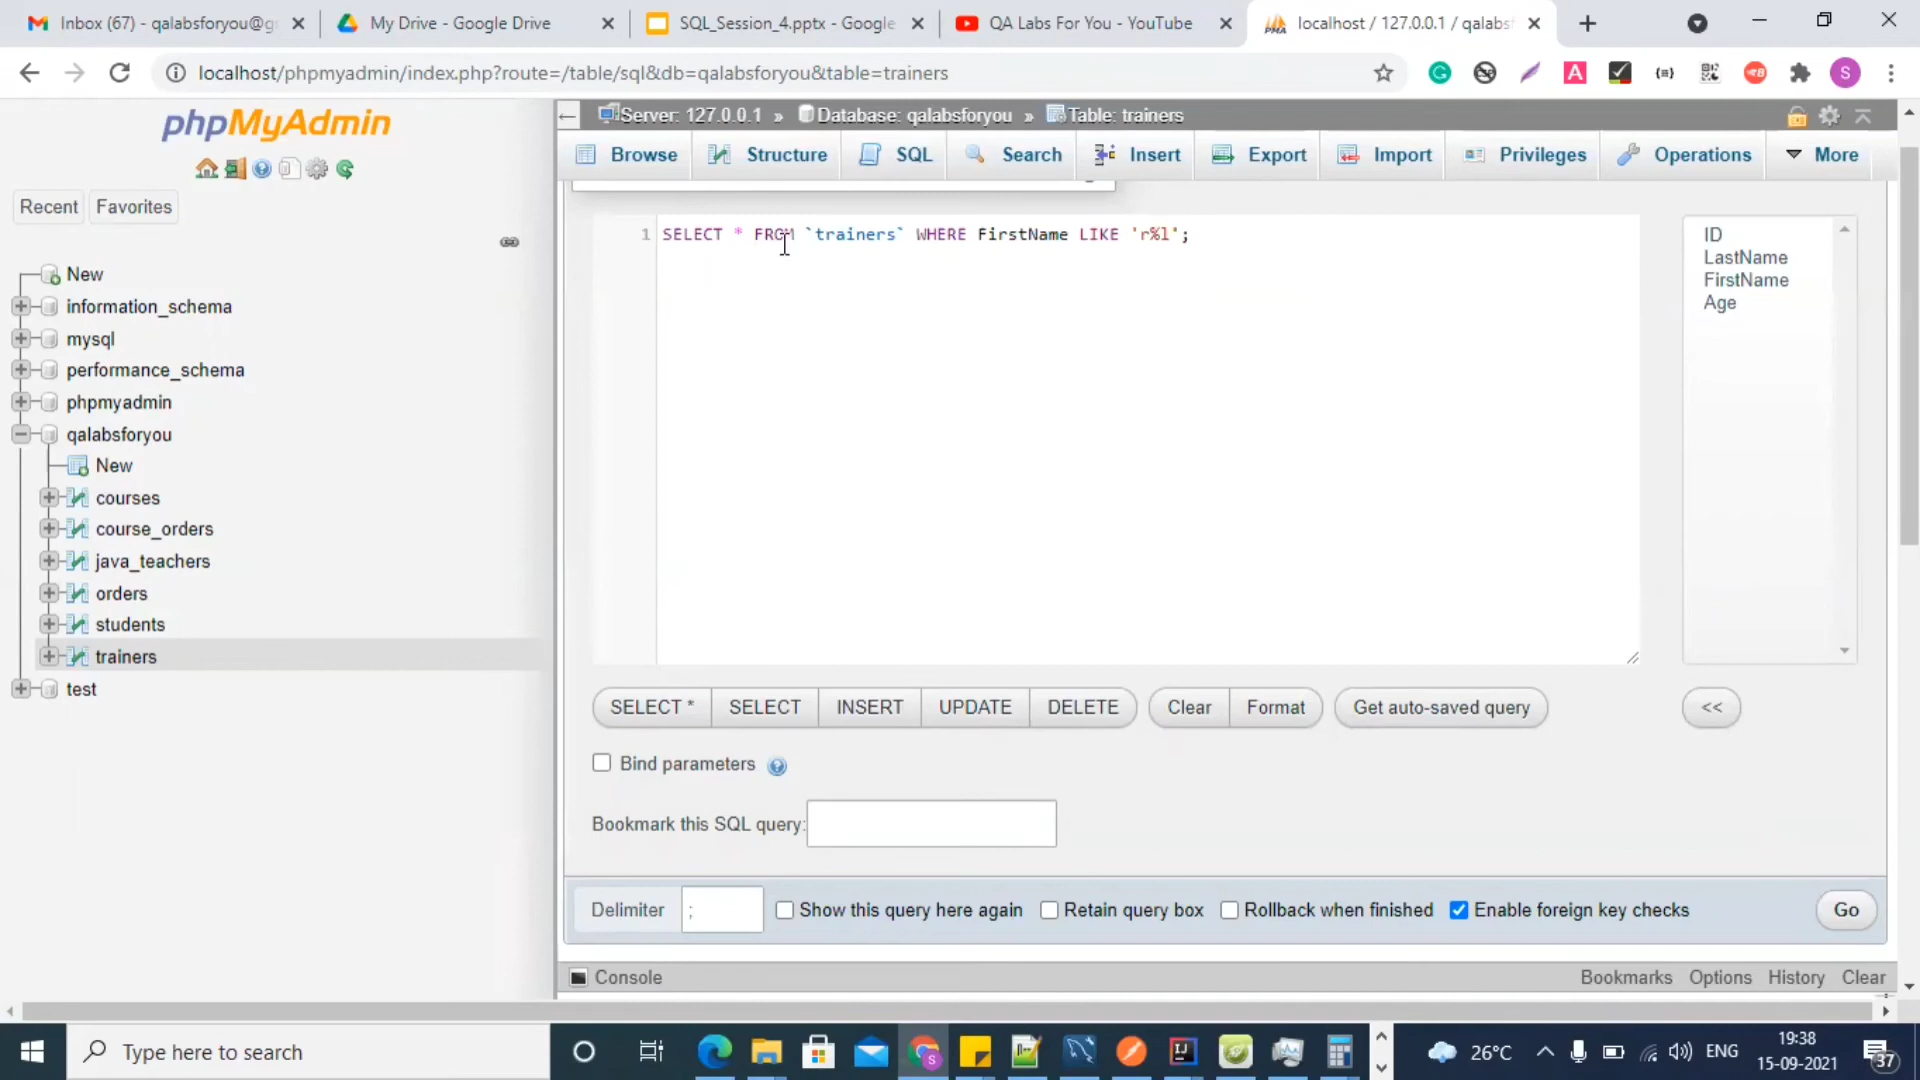 Inbox (67) - qalabsforyou@g
My Drive - Google Drive
SQL_Session_4.pptx - Google
QA Labs For You - YouTube
PMA
localhost / 127.0.0.1 / qalabsf
localhost/phpmyadmin/index.php?route=/table/sql&db=qalabsforyou&table=trainers
S
phpMyAdmin
Recent
Favorites
New
information_schema
mysql
performance_schema
phpmyadmin
qalabsforyou
New
courses
course_orders
java_teachers
orders
students
trainers
test
Server: 127.0.0.1 » Database: qalabsforyou » Table: trainers
Browse
Structure
SQL
Search
Insert
Export
Import
Privileges
Operations
More
1 SELECT * FROM `trainers` WHERE FirstName LIKE 'r%l';
ID
LastName
FirstName
Age
SELECT *
SELECT
INSERT
UPDATE
DELETE
Clear
Format
Get auto-saved query
<<
Bind parameters
Bookmark this SQL query:
Delimiter ;
Show this query here again
Retain query box
Rollback when finished
Enable foreign key checks
Go
Console
Bookmarks
Options
History
Clear
Type here to search
26°C
ENG
19:38
15-09-2021
37